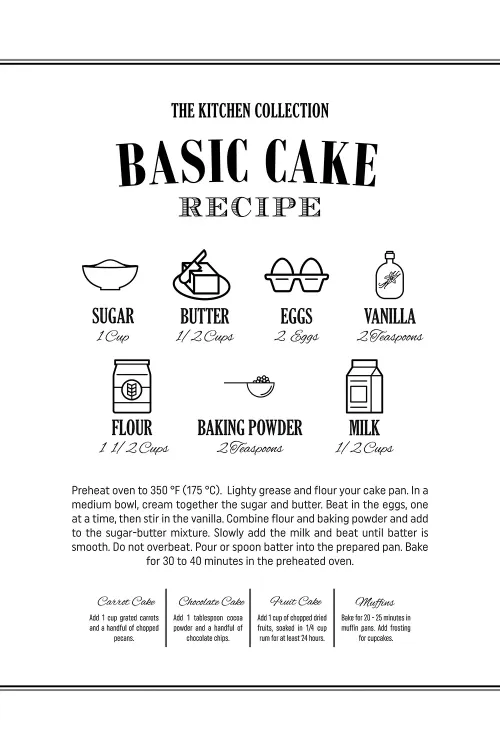 THE KITCHEN COLLECTION
BASIC CAKE
RECIPE
SUGAR
1 Cup
BUTTER
1/2 Cups
EGGS
2 Eggs
VANILLA
2 Teaspoons
FLOUR
1 1/2 Cups
BAKING POWDER
2 Teaspoons
MILK
1/2 Cups
Preheat oven to 350 °F (175 °C). Lighty grease and flour your cake pan. In a
medium bowl, cream together the sugar and butter. Beat in the eggs, one
at a time, then stir in the vanilla. Combine flour and baking powder and add
to the sugar-butter mixture. Slowly add the milk and beat until batter is
smooth. Do not overbeat. Pour or spoon batter into the prepared pan. Bake
for 30 to 40 minutes in the preheated oven.
Carrot Cake
Add 1 cup grated carrots
and a handful of chopped
pecans.
Chocolate Cake
Add 1 tablespoon cocoa
powder and a handful of
chocolate chips.
Fruit Cake
Add 1 cup of chopped dried
fruits, soaked in 1/4 cup
rum for at least 24 hours.
Muffins
Bake for 20 - 25 minutes in
muffin pans. Add frosting
for cupcakes.